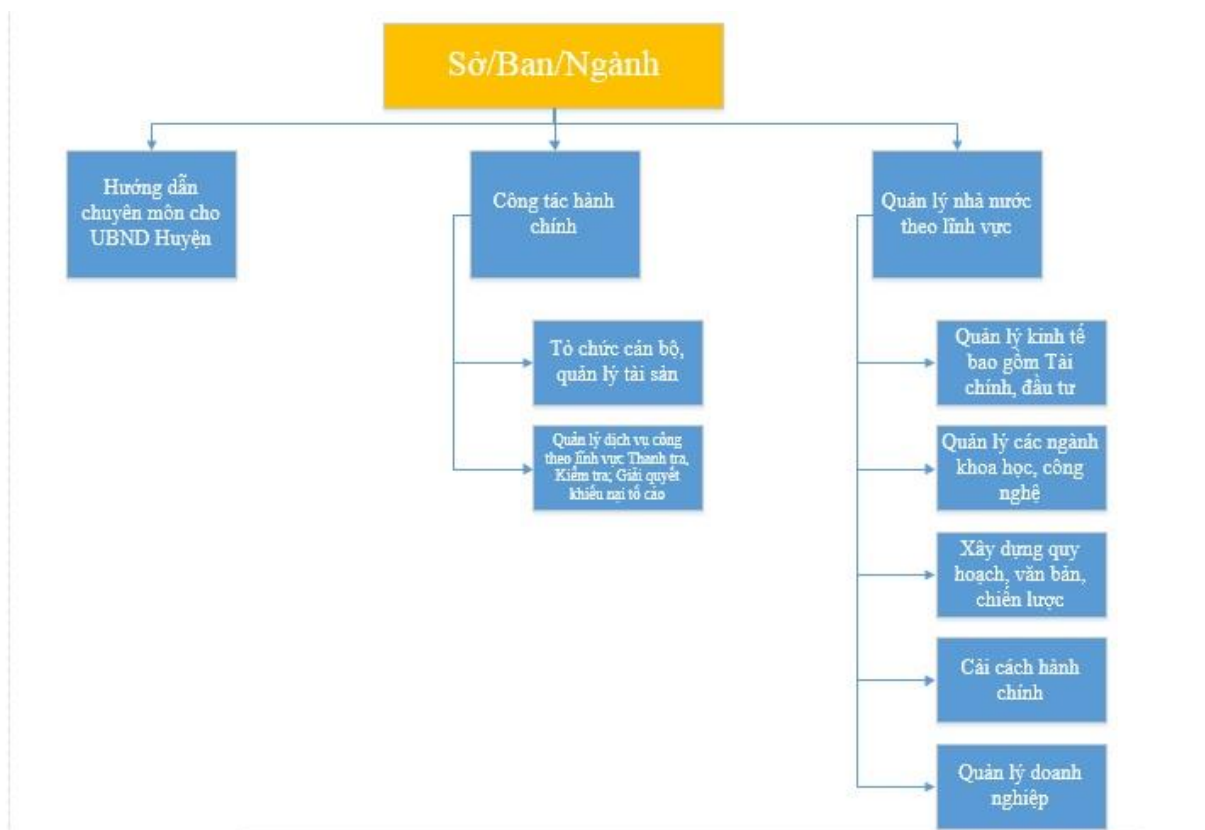 Sở/Ban/Ngành
Hướng dẫn
chuyên môn cho
UBND Huyện
Công tác hành
chính
Tổ chức cán bộ,
quản lý tài sản
Quản lý dịch vụ công
theo lĩnh vực Thanh tra,
Kiểm tra; Giải quyết
khiếu nại tố cáo
Quản lý nhà nước
theo lĩnh vực
Quản lý kinh tế
bao gồm Tài
chính, đầu tư
Quản lý các ngành
khoa học, công
nghệ
Xây dựng quy
hoạch, văn bản,
chiến lược
Cải cách hành
chính
Quản lý doanh
nghiệp